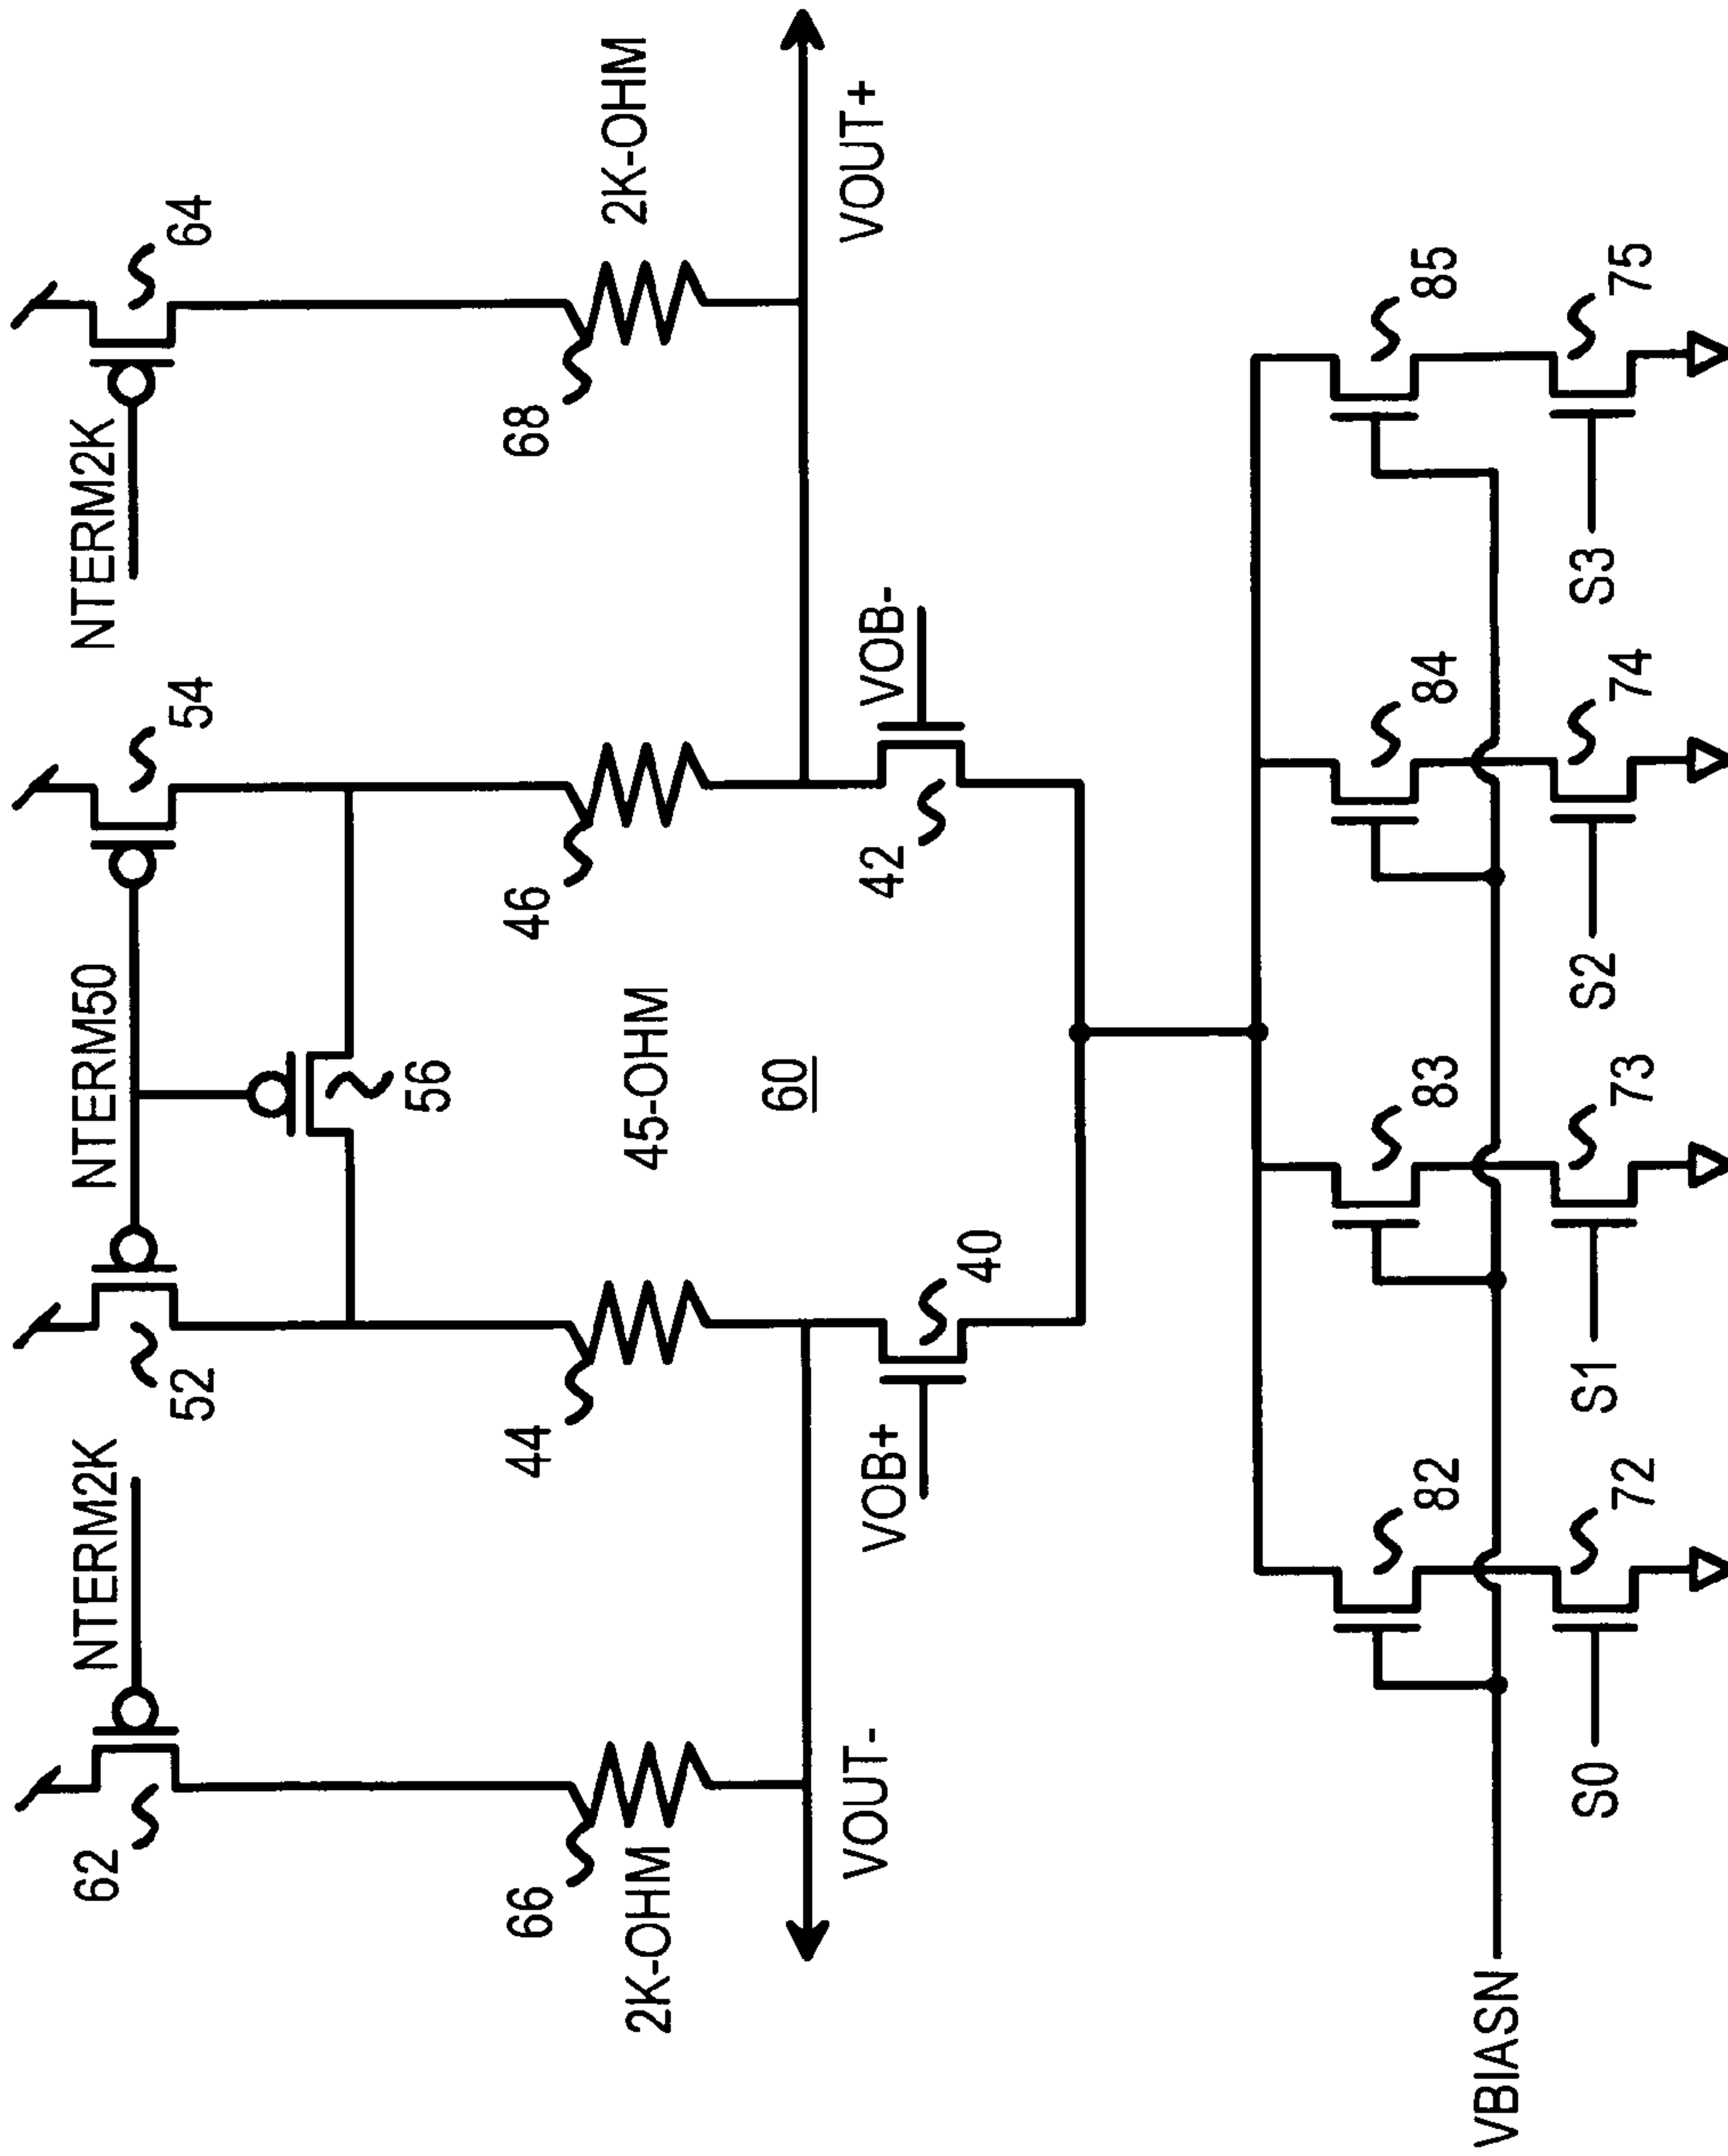 NTERM2K
NTERM50
NTERM2K
62
52
54
64
56
66
44
46
68
2K-OHM
45-OHM
2K-OHM
60
VOUT-
VOB+
VOB-
VOUT+
40
42
82
83
84
85
VBIASN
S0
S1
S2
S3
72
73
74
75